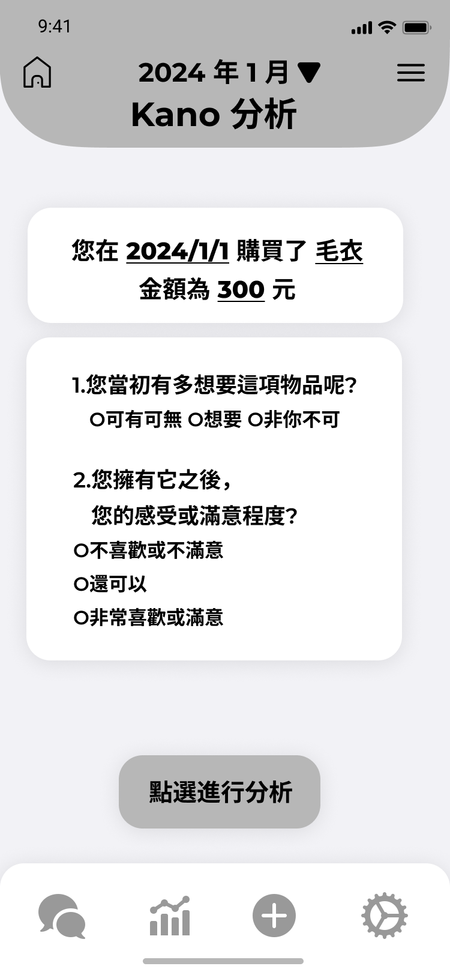 9:41
2024 年 1 月
Kano 分析
您在 2024/1/1 購買了 毛衣
金額為 300 元
1.您當初有多想要這項物品呢?
O可有可無 O想要 O非你不可
2.您擁有它之後，
您的感受或滿意程度?
O不喜歡或不滿意
O還可以
O非常喜歡或滿意
點選進行分析